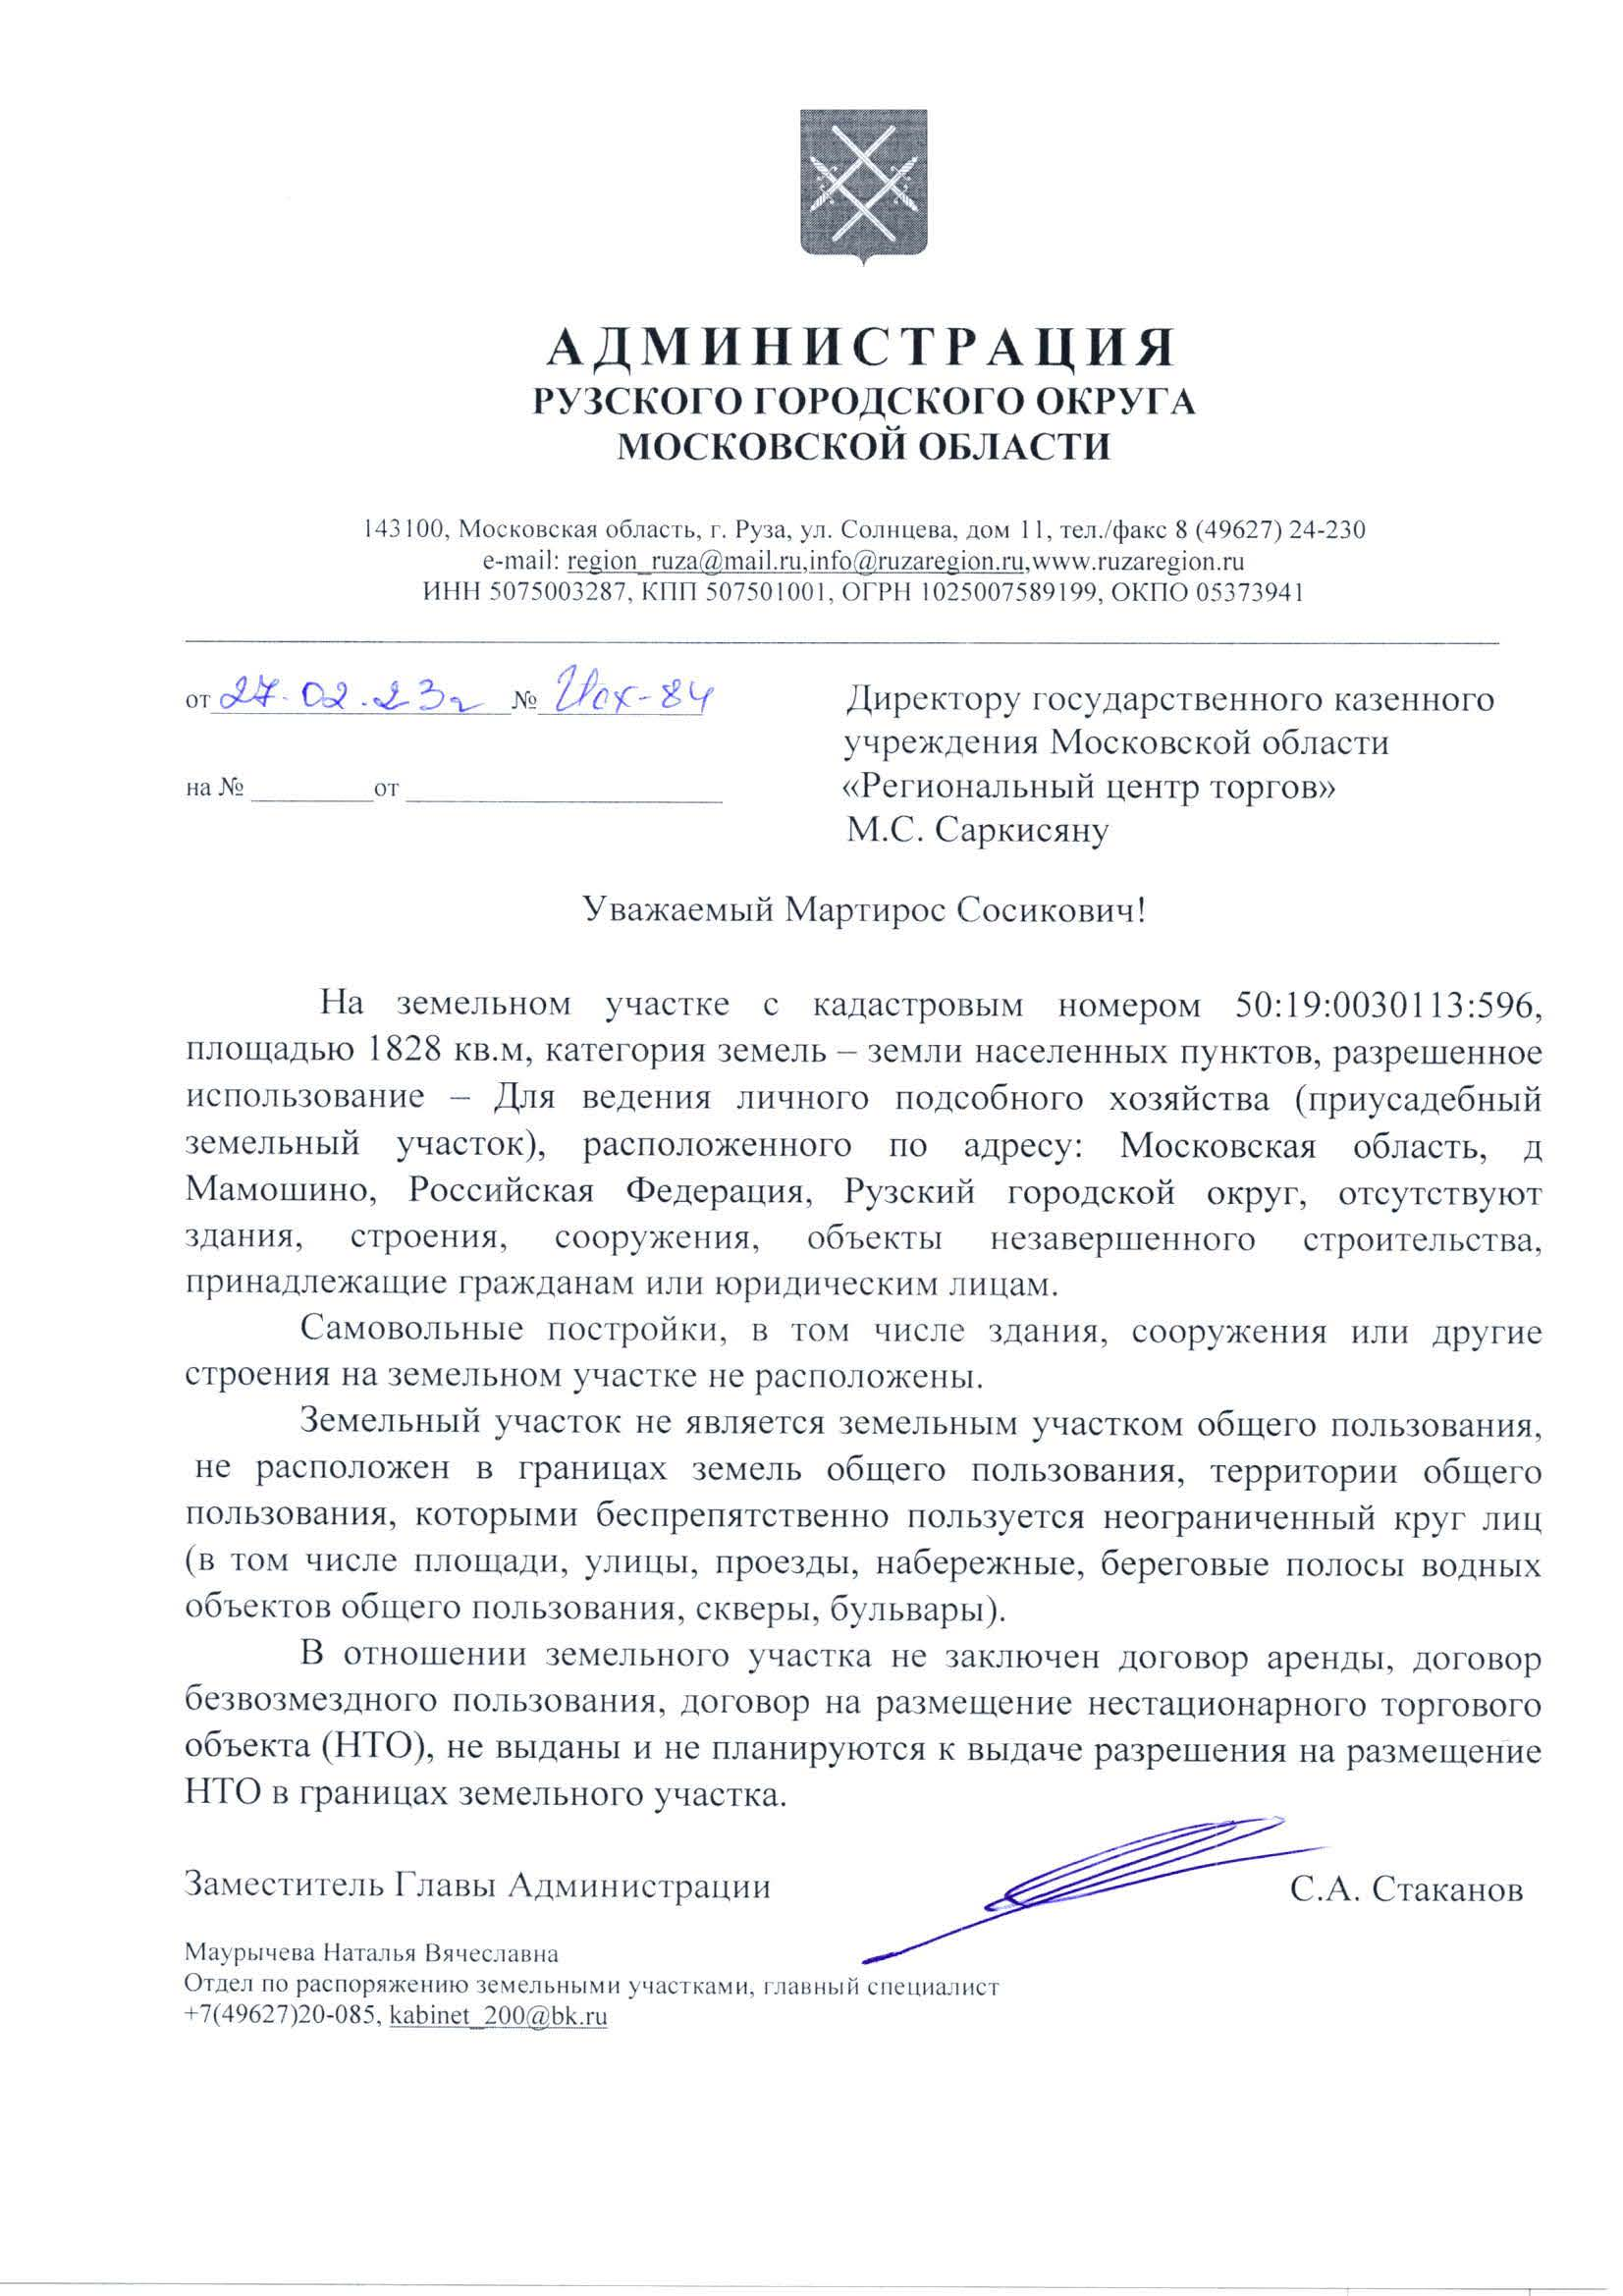 АДМИНИСТРАЦИЯ
РУЗСКОГО ГОРОДСКОГО ОКРУГА
МОСКОВСКОЙ ОБЛАСТИ
143100, Московская область, г. Руза, ул. Солнцева, дом 11, тел./факс 8 (49627) 24-230
e-mail: region_ruza@mail.ru,info@ruzaregion.ru,www.ruzaregion.ru
ИНН 5075003287, КПП 507501001, ОГРН 1025007589199, ОКПО 05373941
от 27.02.23г № Исх-84
на № от
Директору государственного казенного
учреждения Московской области
«Региональный центр торгов»
М.С. Саркисяну
Уважаемый Мартирос Сосикович!
На земельном участке с кадастровым номером 50:19:0030113:596,
площадью 1828 кв.м, категория земель – земли населенных пунктов, разрешенное
использование – Для ведения личного подсобного хозяйства (приусадебный
земельный участок), расположенного по адресу: Московская область, д
Мамошино, Российская Федерация, Рузский городской округ, отсутствуют
здания, строения, сооружения, объекты незавершенного строительства,
принадлежащие гражданам или юридическим лицам.
Самовольные постройки, в том числе здания, сооружения или другие
строения на земельном участке не расположены.
Земельный участок не является земельным участком общего пользования,
не расположен в границах земель общего пользования, территории общего
пользования, которыми беспрепятственно пользуется неограниченный круг лиц
(в том числе площади, улицы, проезды, набережные, береговые полосы водных
объектов общего пользования, скверы, бульвары).
В отношении земельного участка не заключен договор аренды, договор
безвозмездного пользования, договор на размещение нестационарного торгового
объекта (НТО), не выданы и не планируются к выдаче разрешения на размещение
НТО в границах земельного участка.
Заместитель Главы Администрации
С.А. Стаканов
Маурычева Наталья Вячеславна
Отдел по распоряжению земельными участками, главный специалист
+7(49627)20-085, kabinet_200@bk.ru